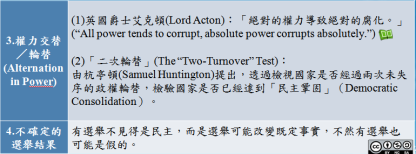 3.權力交替
／輪替
(Alternation
in Power)
(1)英國爵士艾克頓(Lord Acton)：「絕對的權力導致絕對的腐化。」
(“All power tends to corrupt, absolute power corrupts absolutely.”)
(2)「二次輪替」(The “Two-Turnover” Test)：
由杭亭頓(Samuel Huntington)提出，透過檢視國家是否經過兩次未失
序的政權輪替，檢驗國家是否已經達到「民主鞏固」（Democratic
Consolidation）。
4.不確定的
選舉結果
有選舉不見得是民主，而是選舉可能改變既定事實，不然有選舉也
可能是假的。